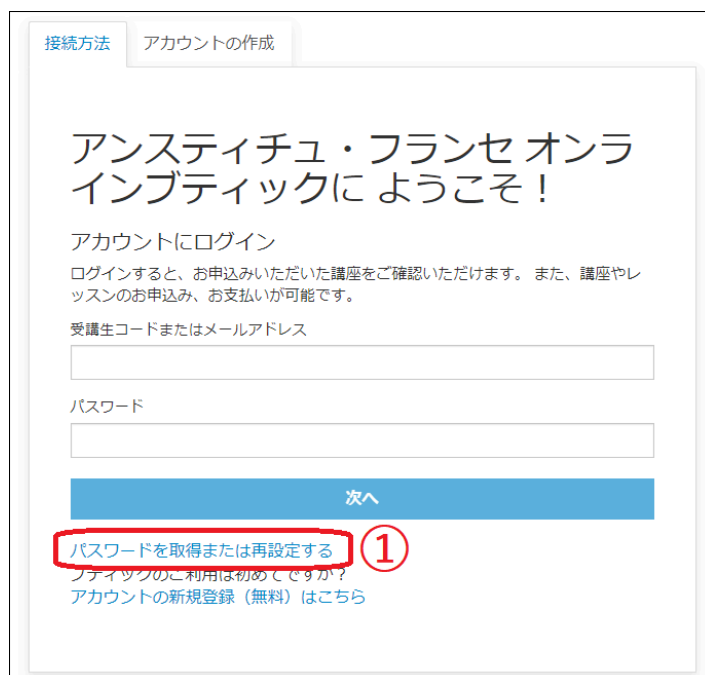 接続方法 アカウントの作成
アンスティチュ・フランセ オンラ
インブティックに ようこそ！
アカウントにログイン
ログインすると、お申込みいただいた講座をご確認いただけます。 また、講座やレ
ッスンのお申込み、お支払いが可能です。
受講生コードまたはメールアドレス
パスワード
次へ
パスワードを取得または再設定する ①
ブティックのご利用は初めてですか？
アカウントの新規登録（無料）はこちら